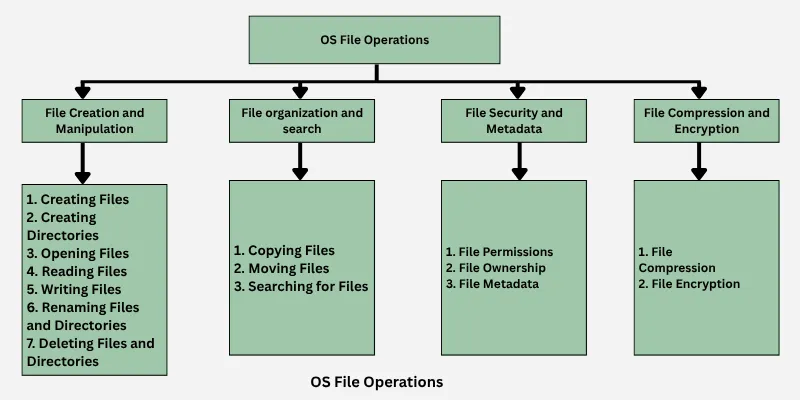 OS File Operations
File Creation and
Manipulation
File organization and
search
File Security and
Metadata
File Compression and
Encryption
1. Creating Files
2. Creating
Directories
3. Opening Files
4. Reading Files
5. Writing Files
6. Renaming Files
and Directories
7. Deleting Files and
Directories
1. Copying Files
2. Moving Files
3. Searching for Files
1. File Permissions
2. File Ownership
3. File Metadata
1. File
Compression
2. File Encryption
OS File Operations